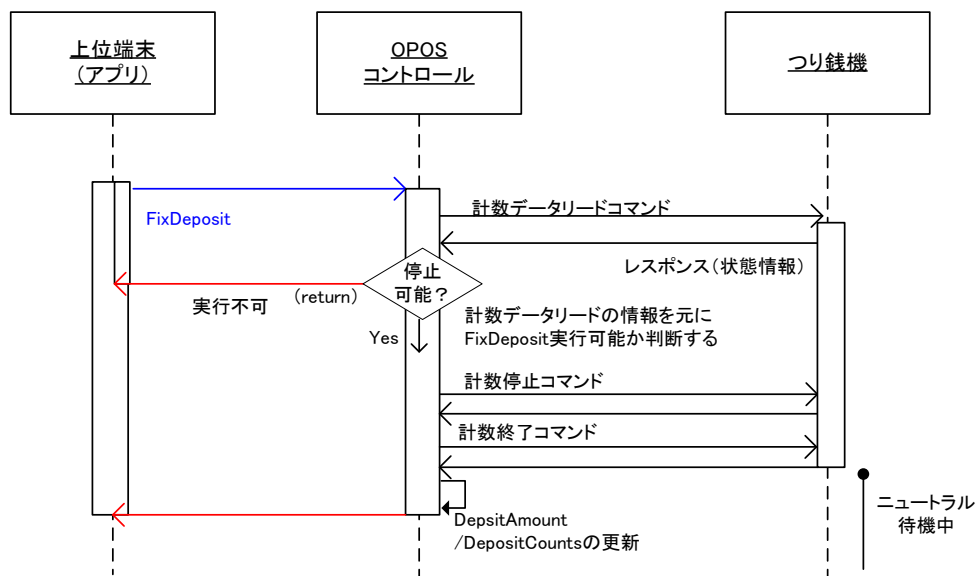 上位端末
(アプリ)
OPOS
コントロール
つり銭機
FixDeposit
計数データリードコマンド
レスポンス(状態情報)
停止
可能?
(return)
実行不可
計数データリードの情報を元に
FixDeposit実行可能か判断する
Yes
計数停止コマンド
計数終了コマンド
DepsitAmount
/DepositCountsの更新
ニュートラル
待機中